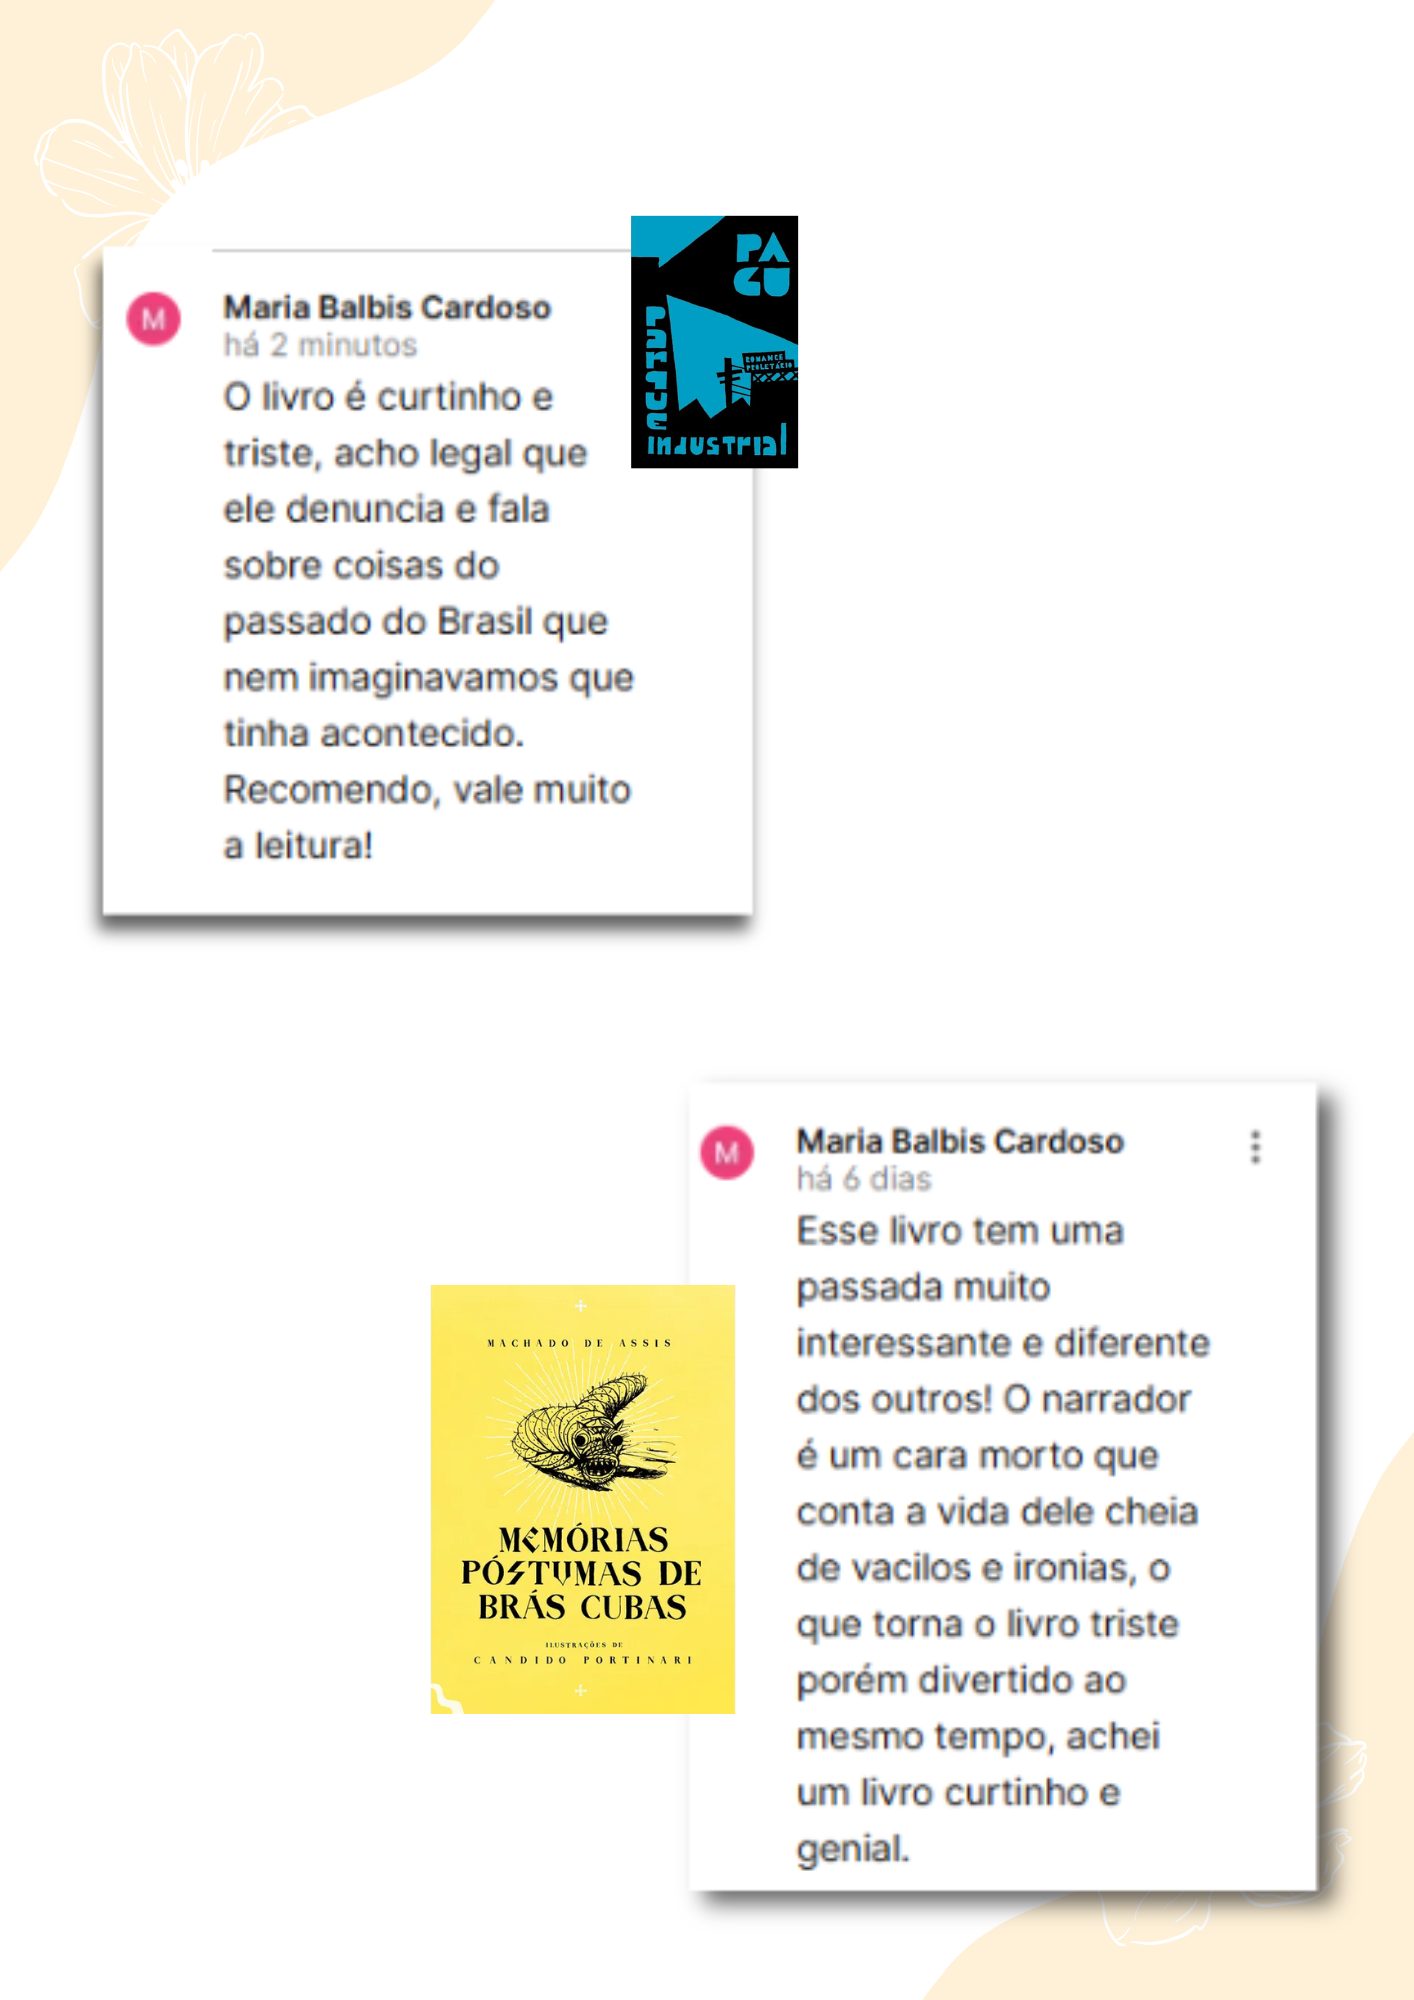 PA
GU
PARQUE
ROMANCE
PROLETÁRIO
INDUSTRIAL
M
Maria Balbis Cardoso
há 2 minutos
O livro é curtinho e
triste, acho legal que
ele denuncia e fala
sobre coisas do
passado do Brasil que
nem imaginavamos que
tinha acontecido.
Recomendo, vale muito
a leitura!
M
Maria Balbis Cardoso
há 6 dias
Esse livro tem uma
passada muito
interessante e diferente
dos outros! O narrador
é um cara morto que
conta a vida dele cheia
de vacilos e ironias, o
que torna o livro triste
porém divertido ao
mesmo tempo, achei
um livro curtinho e
genial.
MACHADO DE ASSIS
MEMÓRIAS
PÓSTUMAS DE
BRÁS CUBAS
ILUSTRAÇÕES DE
CANDIDO PORTINARI